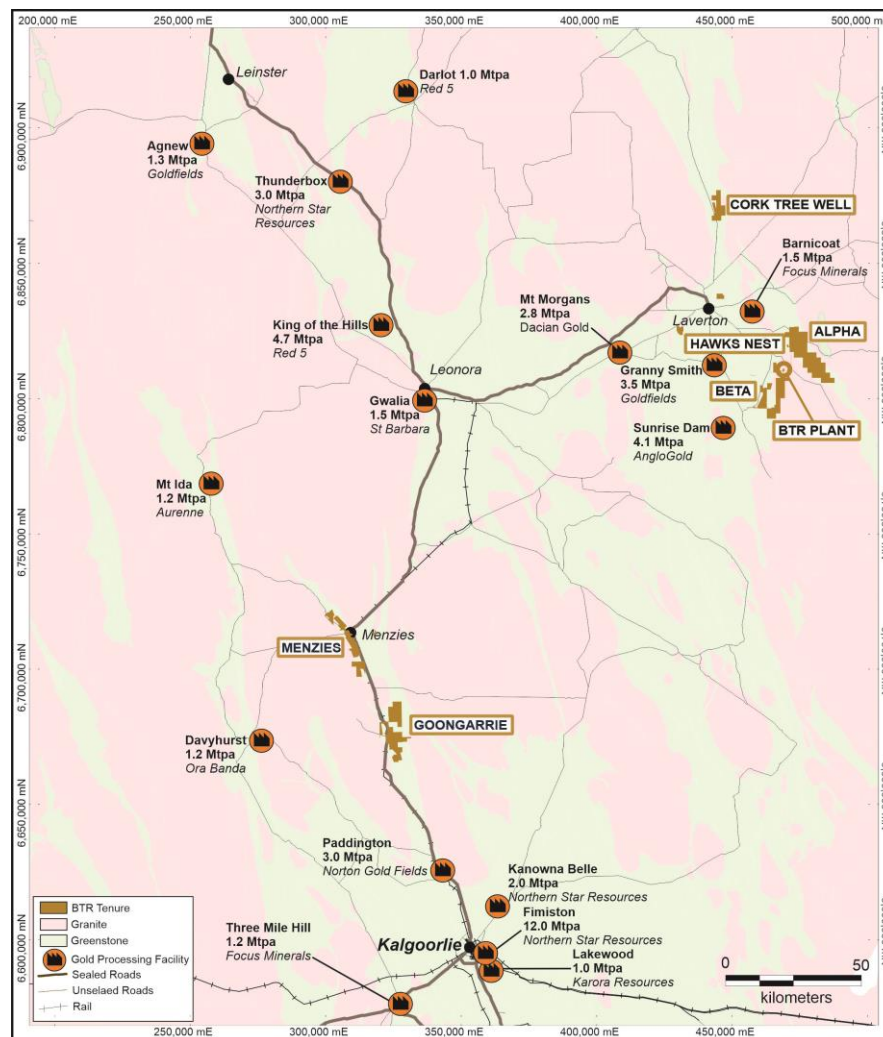 200,000 mE
250,000 mE
300,000 mE
350,000 mE
400,000 mE
450,000 mE
500,000 mE
Leinster
Darlot 1.0 Mtpa
Red 5
6,900,000 mN
Agnew
1.3 Mtpa
Goldfields
Thunderbox
3.0 Mtpa
Northern Star
Resources
CORK TREE WELL
6,850,000 mN
Barnicoat
1.5 Mtpa
Focus Minerals
Mt Morgans
2.8 Mtpa
Dacian Gold
Laverton
King of the Hills
4.7 Mtpa
Red 5
ALPHA
HAWKS NEST
Leonora
Granny Smith
3.5 Mtpa
Goldfields
BETA
6,800,000 mN
Gwalia
1.5 Mtpa
St Barbara
BTR PLANT
Sunrise Dam
4.1 Mtpa
AngloGold
Mt Ida
1.2 Mtpa
Aurenne
6,750,000 mN
Menzies
MENZIES
6,700,000 mN
GOONGARRIE
Davyhurst
1.2 Mtpa
Ora Banda
6,650,000 mN
Paddington
3.0 Mtpa
Norton Gold Fields
Kanowna Belle
2.0 Mtpa
Northern Star Resources
Fimiston
12.0 Mtpa
Northern Star Resources
Three Mile Hill
1.2 Mtpa
Focus Minerals
Kalgoorlie
Lakewood
1.0 Mtpa
Karora Resources
6,600,000 mN
BTR Tenure
Granite
Greenstone
Gold Processing Facility
Sealed Roads
Unselaed Roads
Rail
0 50
kilometers
250,000 mE
300,000 mE
350,000 mE
400,000 mE
450,000 mE
500,000 mE